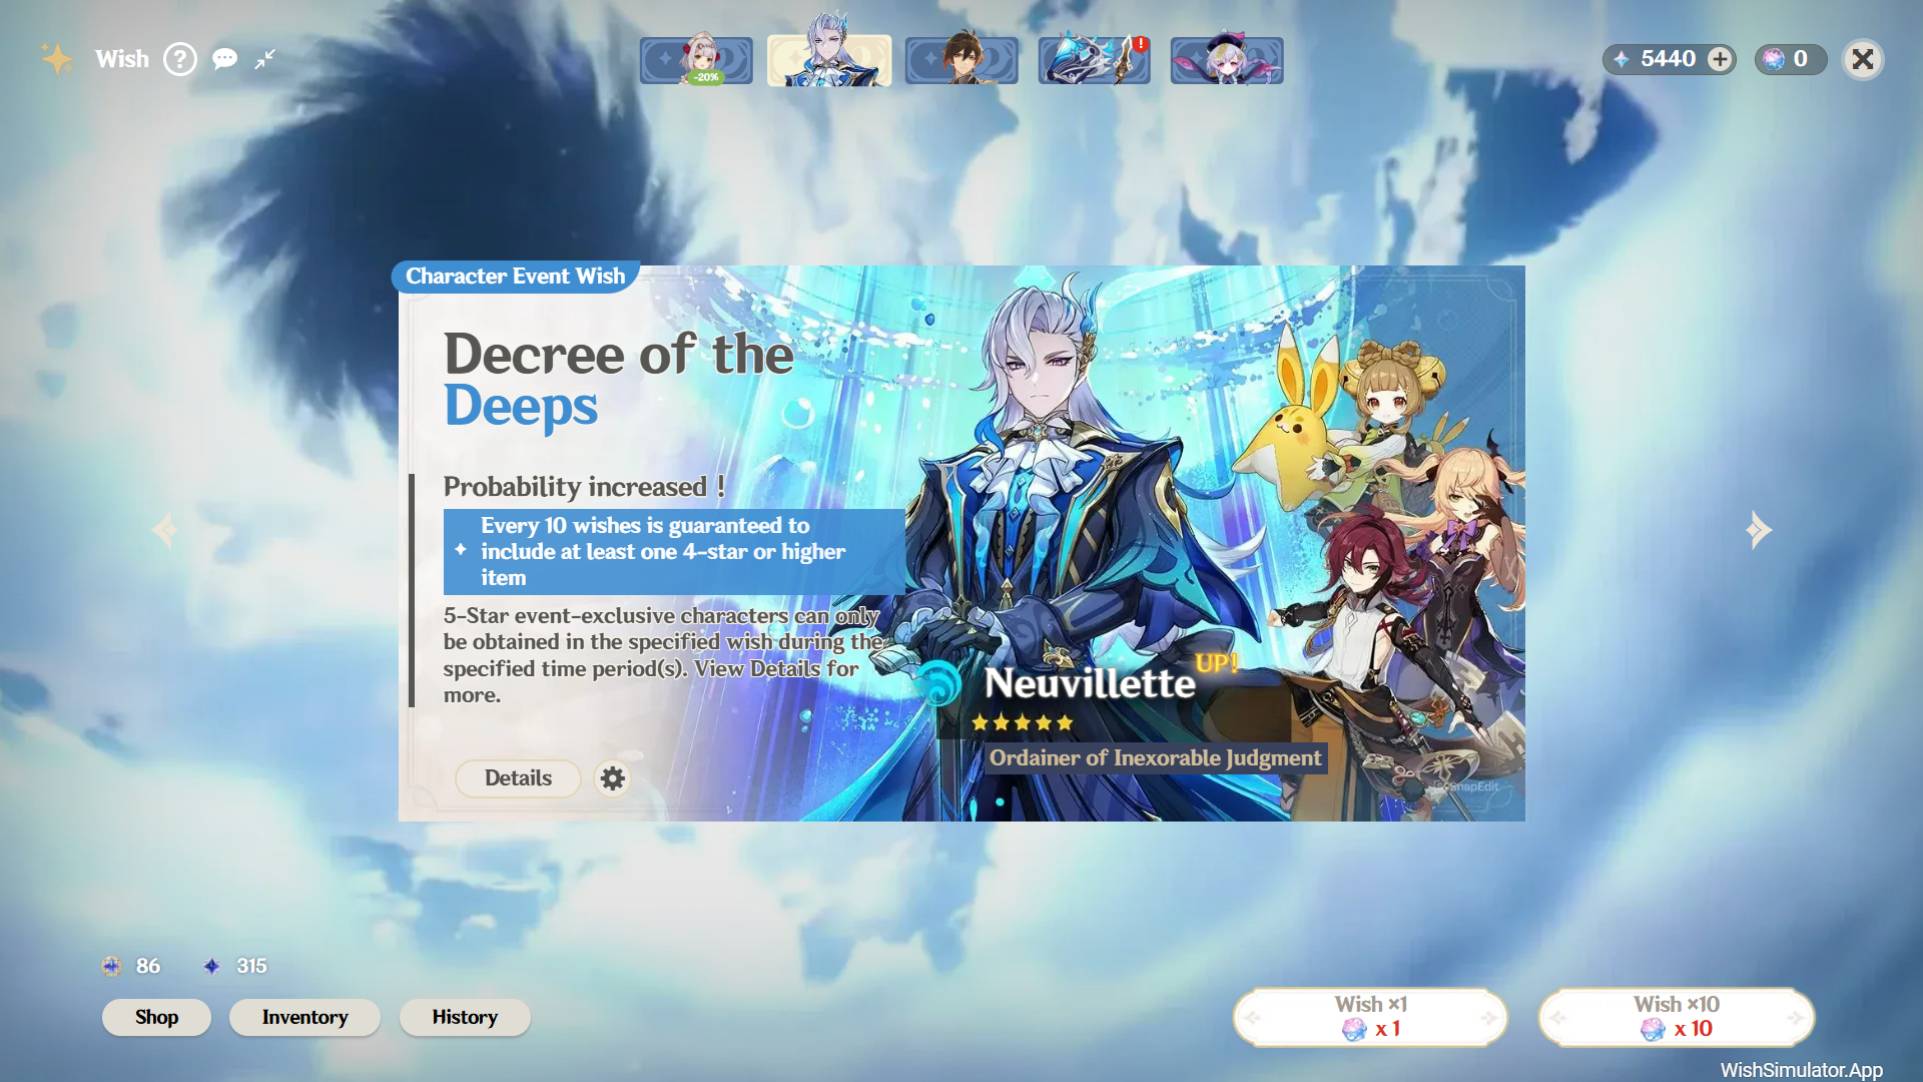 Wish ?
-20%
!
5440 +
0
Character Event Wish
Decree of the
Deeps
Probability increased !
Every 10 wishes is guaranteed to
include at least one 4-star or higher
item
5-Star event-exclusive characters can only
be obtained in the specified wish during the
specified time period(s). View Details for
more.
Neuvillette UP!
Ordainer of Inexorable Judgment
Details
SnapEdit
86 315
Shop Inventory History
Wish ×1
x 1
Wish ×10
x 10
WishSimulator.App